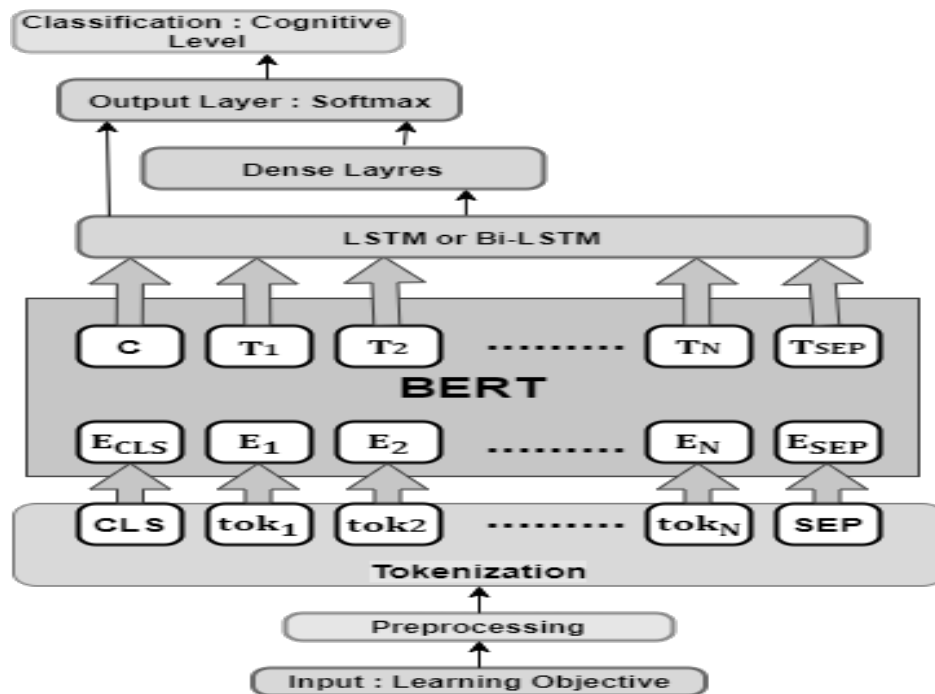 Classification : Cognitive
Level
Output Layer : Softmax
Dense Layres
LSTM or Bi-LSTM
C T1 T2 ......... TN TSEP
BERT
ECLS E1 E2 ......... EN ESEP
CLS tok1 tok2 ......... tokN SEP
Tokenization
Preprocessing
Input : Learning Objective